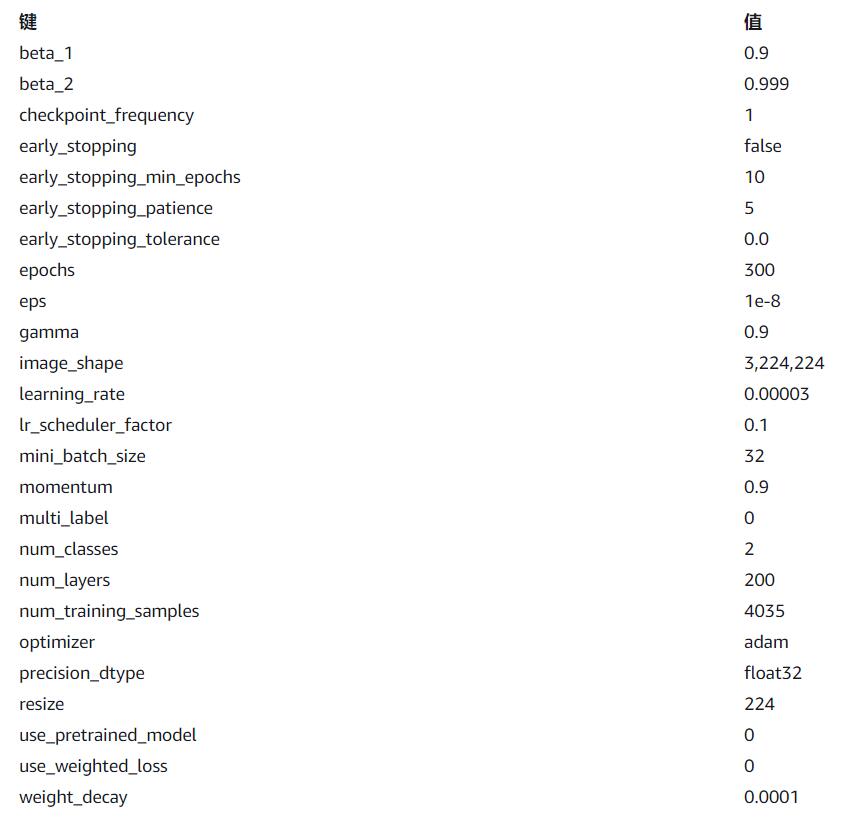 键 值
beta_1 0.9
beta_2 0.999
checkpoint_frequency 1
early_stopping false
early_stopping_min_epochs 10
early_stopping_patience 5
early_stopping_tolerance 0.0
epochs 300
eps 1e-8
gamma 0.9
image_shape 3,224,224
learning_rate 0.00003
lr_scheduler_factor 0.1
mini_batch_size 32
momentum 0.9
multi_label 0
num_classes 2
num_layers 200
num_training_samples 4035
optimizer adam
precision_dtype float32
resize 224
use_pretrained_model 0
use_weighted_loss 0
weight_decay 0.0001